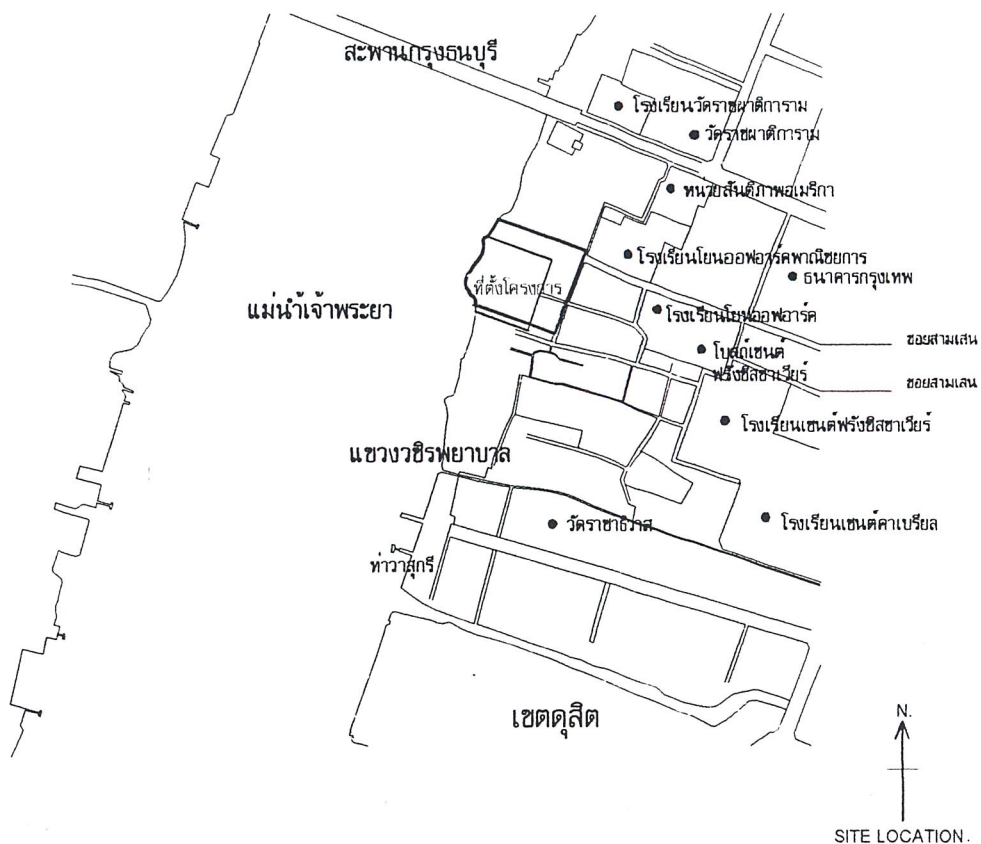 สะพานกรุงธนบุรี
โรงเรียนวัดราชผาติการาม
วัดราชผาติการาม
หน่วยสันติภาพอเมริกา
โรงเรียนโยนออฟอาร์คพาณิชยการ
ธนาคารกรุงเทพ
ที่ตั้งโครงการ
แม่น้ำเจ้าพระยา
โรงเรียนโยนออฟอาร์ค
ซอยสามเสน
โบสถ์เซนต์
ฟรังซีสซาเวียร์
ซอยสามเสน
โรงเรียนเซนต์ฟรังซิสซาเวียร์
แขวงวชิรพยาบาล
วัดราชาธิวาส
โรงเรียนเซนต์คาเบรียล
ท่าวาสุกรี
เขตดุสิต
N.
SITE LOCATION.